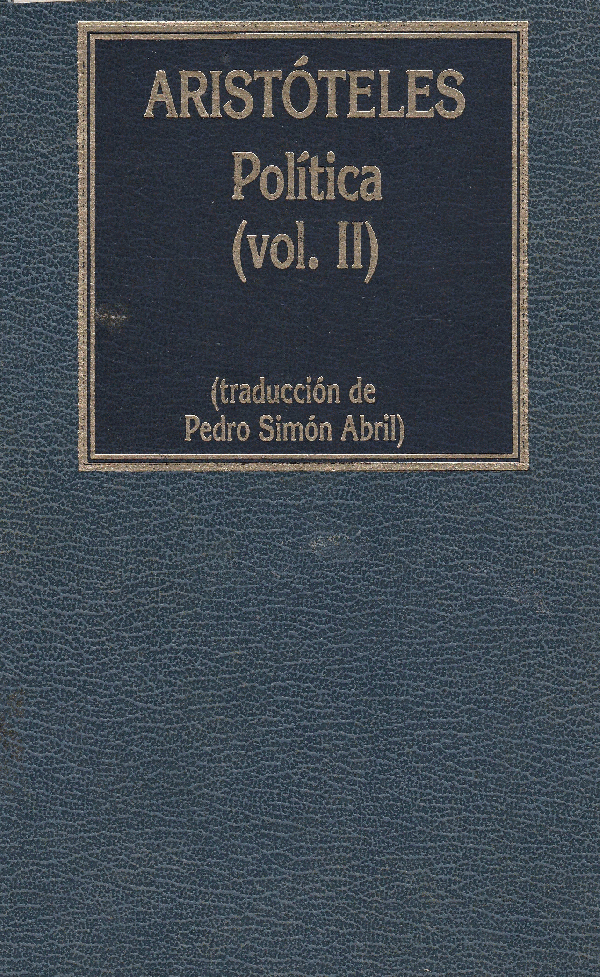 ARISTÓTELES
Política
(vol. II)
(traducción de
Pedro Simón Abril)